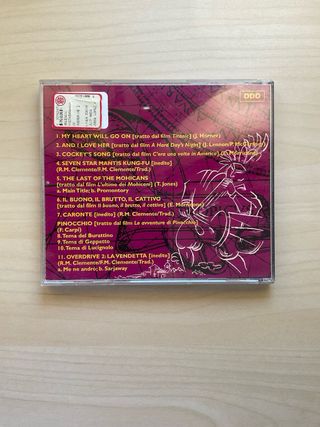 DDD
1. MY HEART WILL GO ON [tratto dal film Titanic] (J. Horner)
2. AND I LOVE HER [tratto dal film A Hard Day's Night] (J. Lennon/P. McCartney)
3. COCKEY'S SONG [tratto dal film C'era una volta in America] (E. Morricone)
4. SEVEN STAR MANTIS KUNG-FU [inedito]
(R.M. Clemente/F.M. Clemente/Trad.)
5. THE LAST OF THE MOHICANS
[tratto dal film L'ultimo dei Mohicani] (T. Jones)
a. Main Title; b. Promontory
6. IL BUONO, IL BRUTTO, IL CATTIVO
[tratto dal film Il buono, il brutto, il cattivo] (E. Morricone)
7. CARONTE [inedito]
(R.M. Clemente/F.M. Clemente/Trad.)
PINOCCHIO [tratto dal film Le avventure di Pinocchio]
(F. Carpi)
8. Tema del Burattino
9. Tema di Geppetto
10. Tema di Lucignolo
11. OVERDRIVE 2: LA VENDETTA [inedito]
(R.M. Clemente/F.M. Clemente/Trad.)
a. Me ne andrò; b. Sarjaway